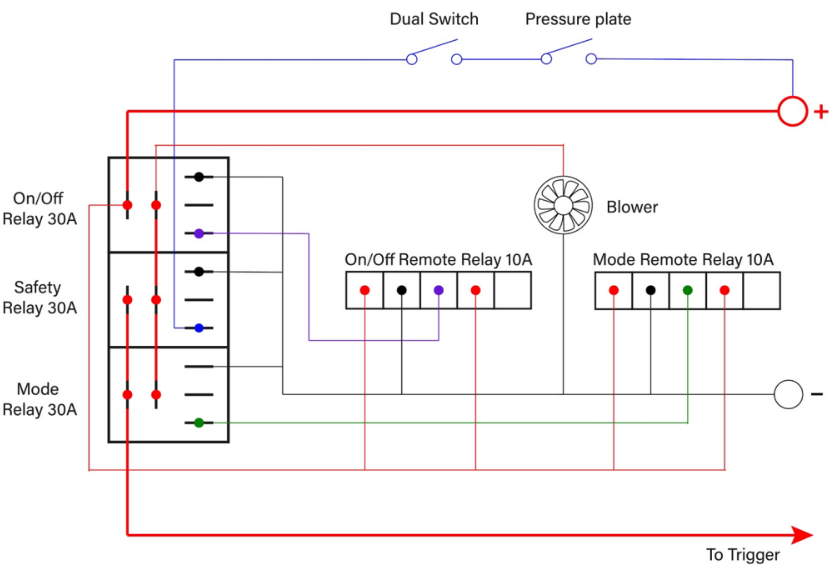 Dual Switch
Pressure plate
+
On/Off
Relay 30A
Blower
On/Off Remote Relay 10A
Mode Remote Relay 10A
Safety
Relay 30A
Mode
Relay 30A
-
To Trigger